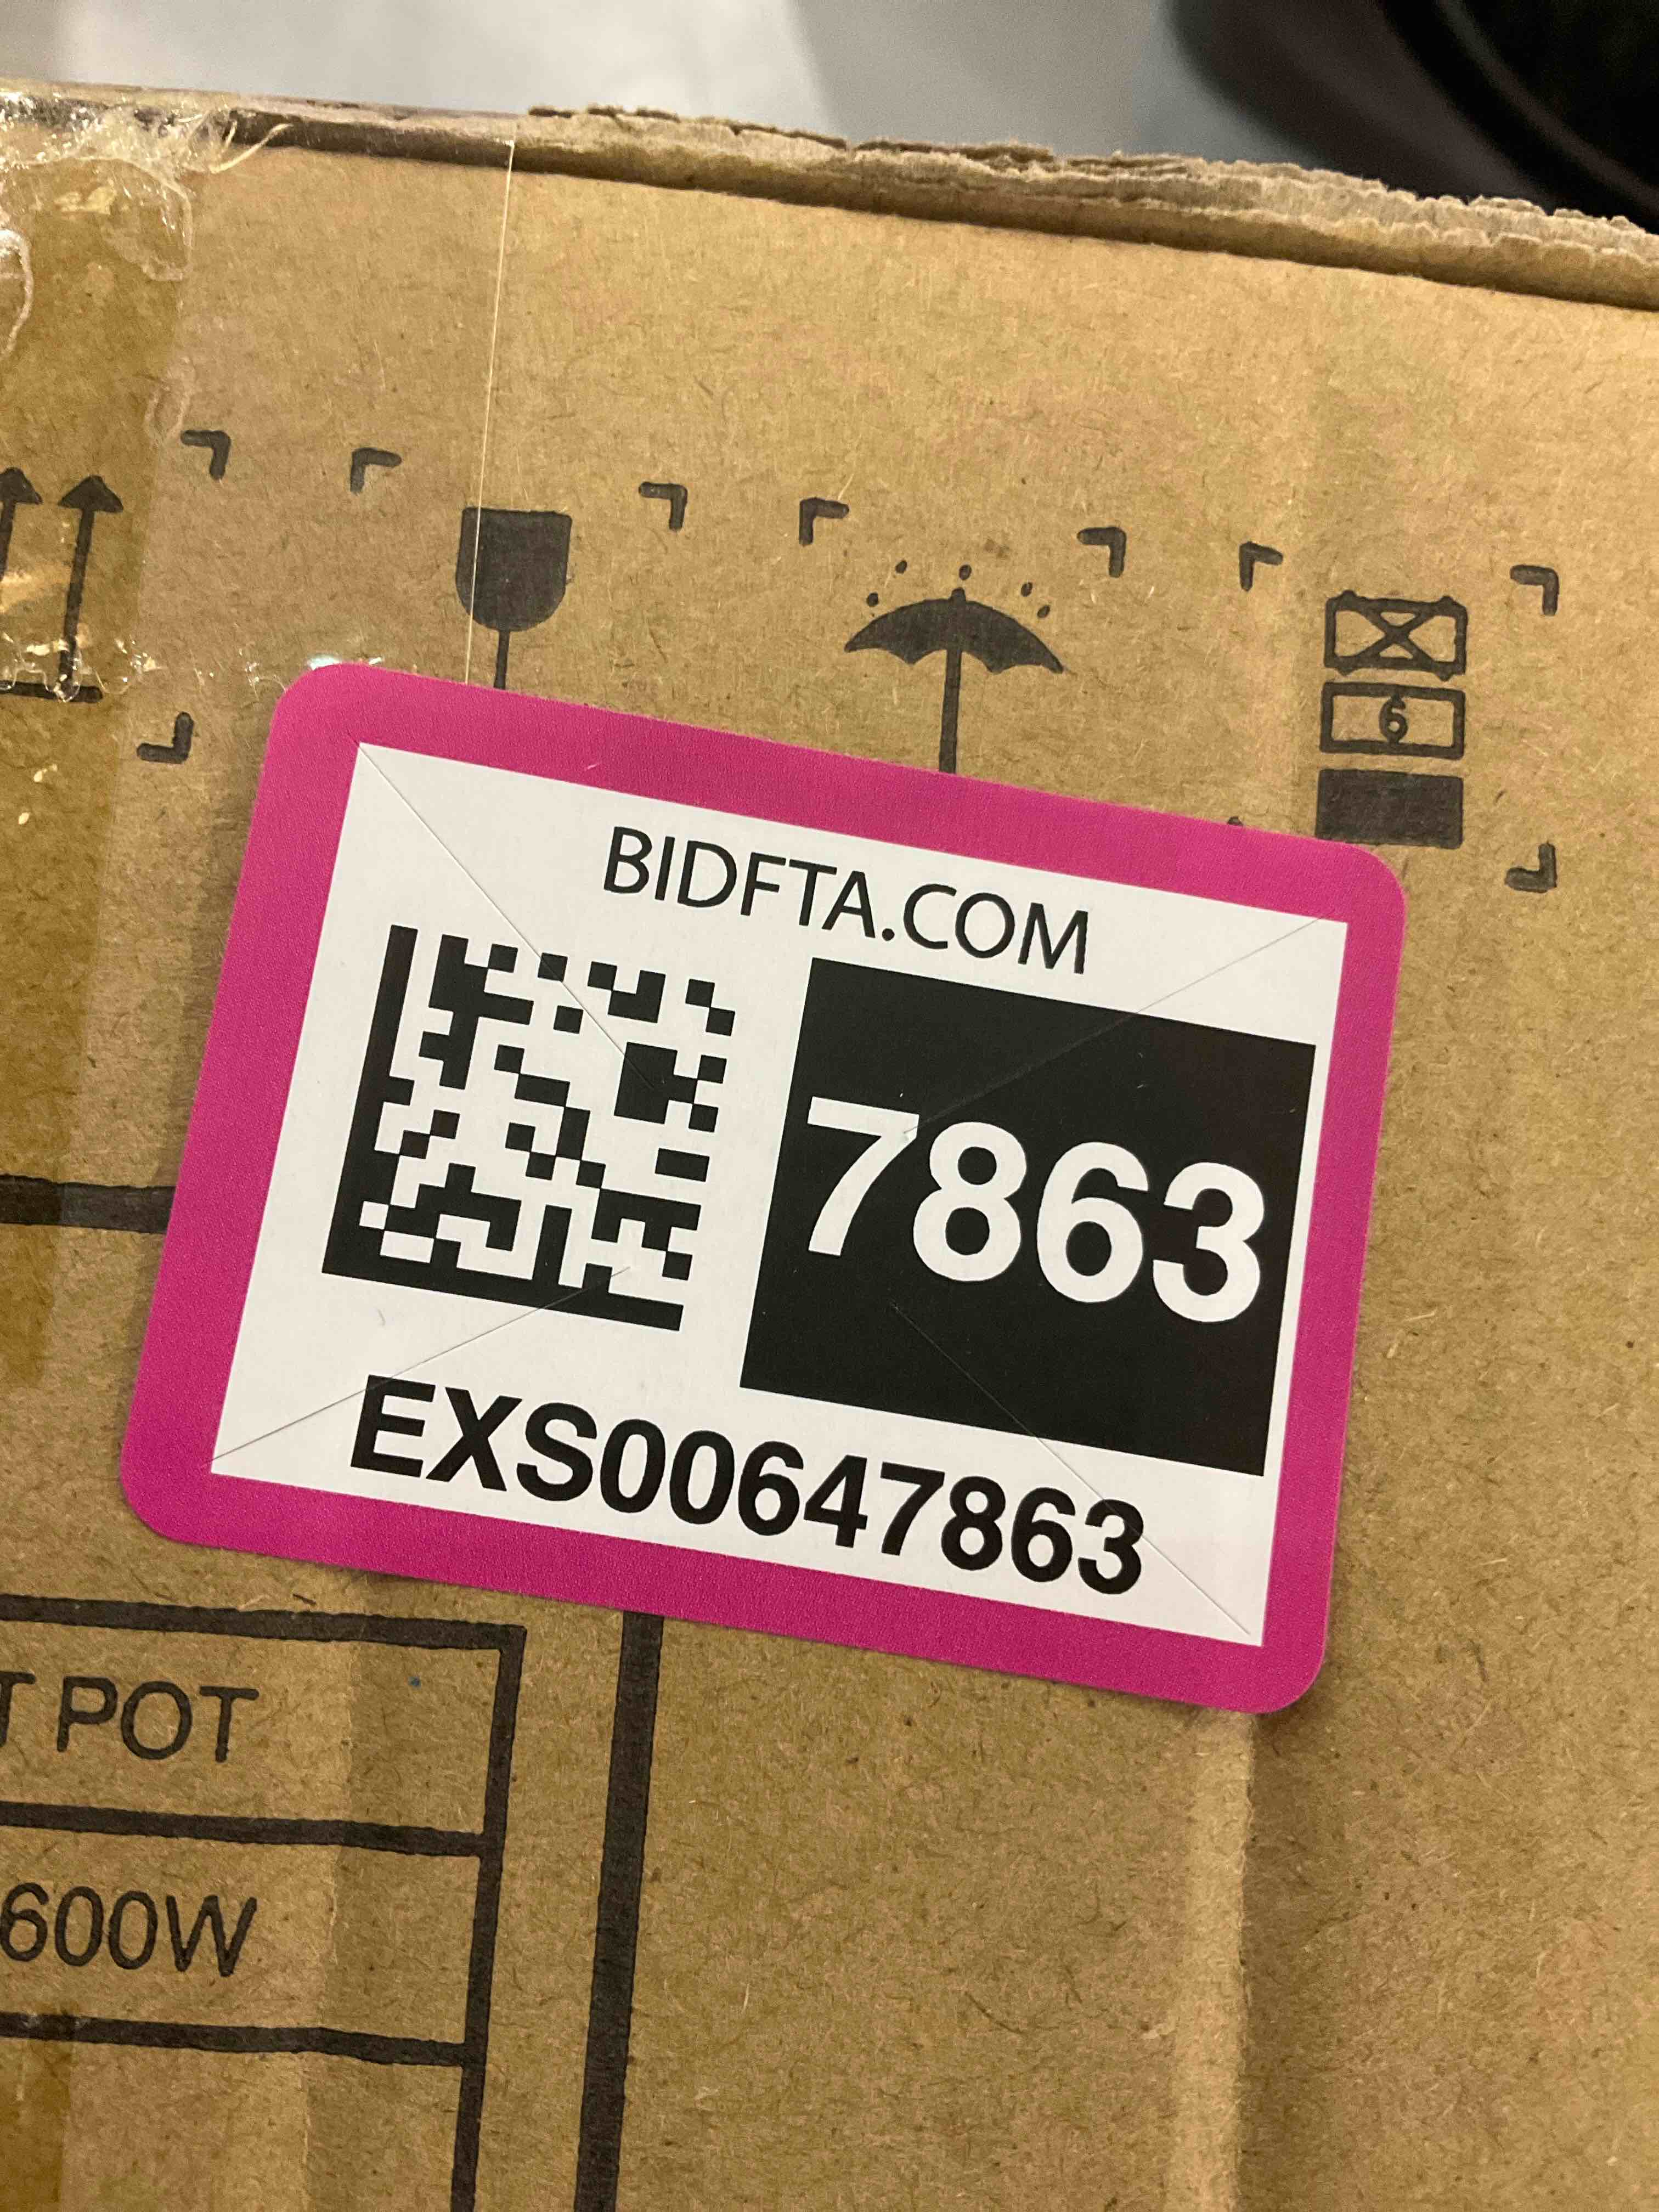 6
BIDFTA.COM
7863
EXS00647863
T POT
600W